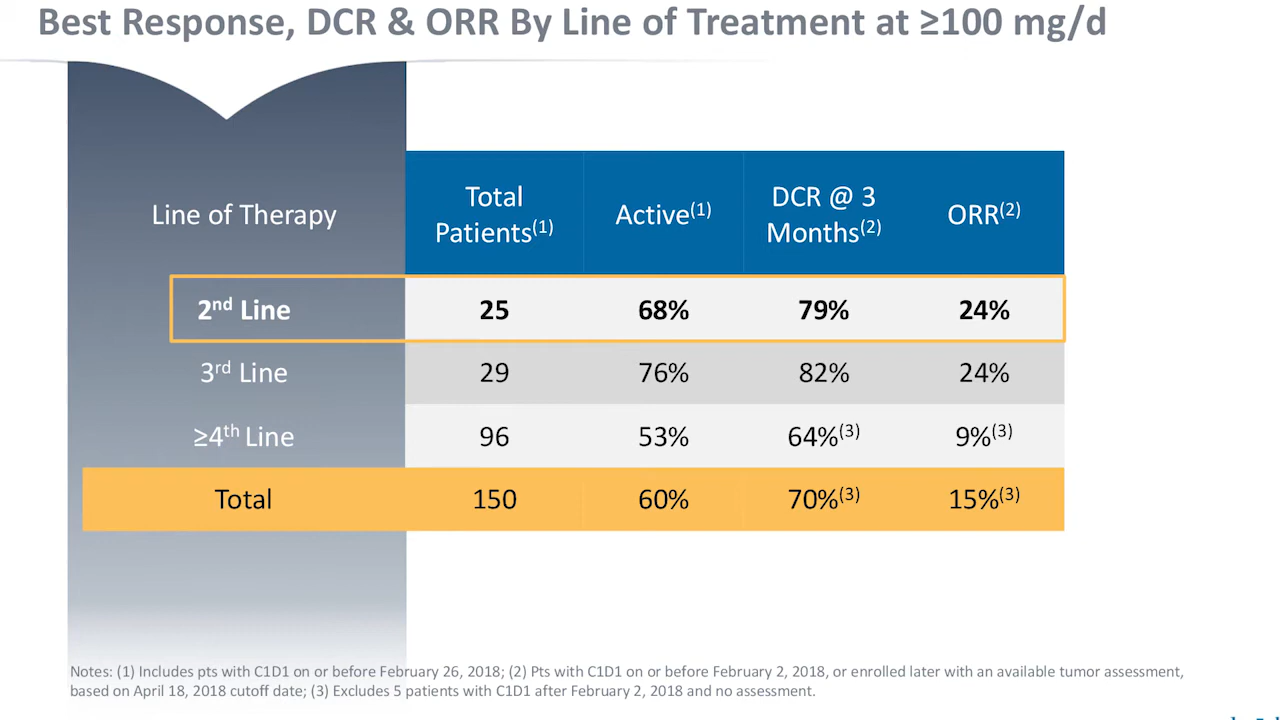 Best Response, DCR & ORR By Line of Treatment at ≥100 mg/d
Line of Therapy
Total
Patients(1)
Active(1)
DCR @ 3
Months(2)
ORR(2)
2nd Line 25 68% 79% 24%
3rd Line 29 76% 82% 24%
≥4th Line 96 53% 64%(3) 9%(3)
Total 150 60% 70%(3) 15%(3)
Notes: (1) Includes pts with C1D1 on or before February 26, 2018; (2) Pts with C1D1 on or before February 2, 2018, or enrolled later with an available tumor assessment,
based on April 18, 2018 cutoff date; (3) Excludes 5 patients with C1D1 after February 2, 2018 and no assessment.